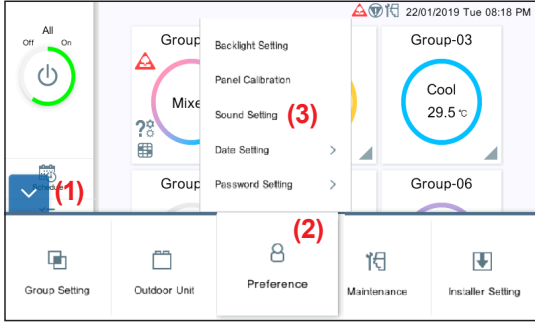 22/01/2019 Tue 08:18 PM
All
Off On
Group
Mixe
Backlight Setting
Panel Calibration
Sound Setting (3)
Date Setting >
Password Setting >
Group-03
Cool
29.5 °C
Schedule
(1)
Group
Group-06
(2)
Group Setting
Outdoor Unit
Preference
Maintenance
Installer Setting